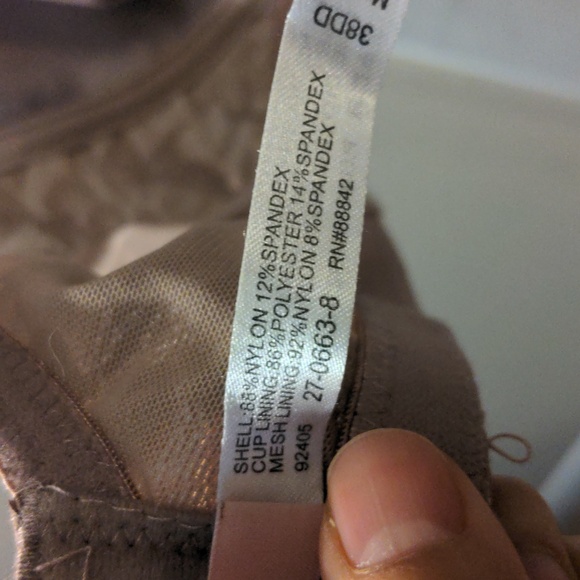 38DD
SHELL:88%NYLON 12%SPANDEX
CUP LINING:86%POLYESTER 14%SPANDEX
MESH LINING:92%NYLON 8%SPANDEX
92405 27-0663-8 RN#88842